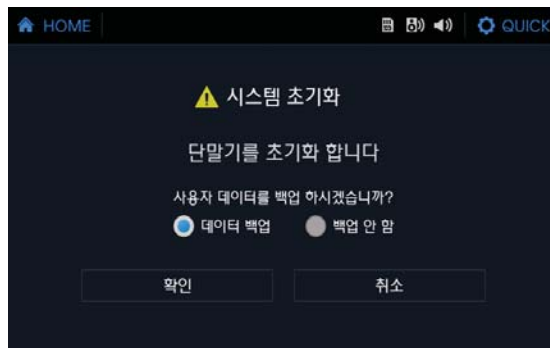 HOME QUICK
시스템 초기화
단말기를 초기화 합니다
사용자 데이터를 백업 하시겠습니까?
데이터 백업 백업 안 함
확인 취소